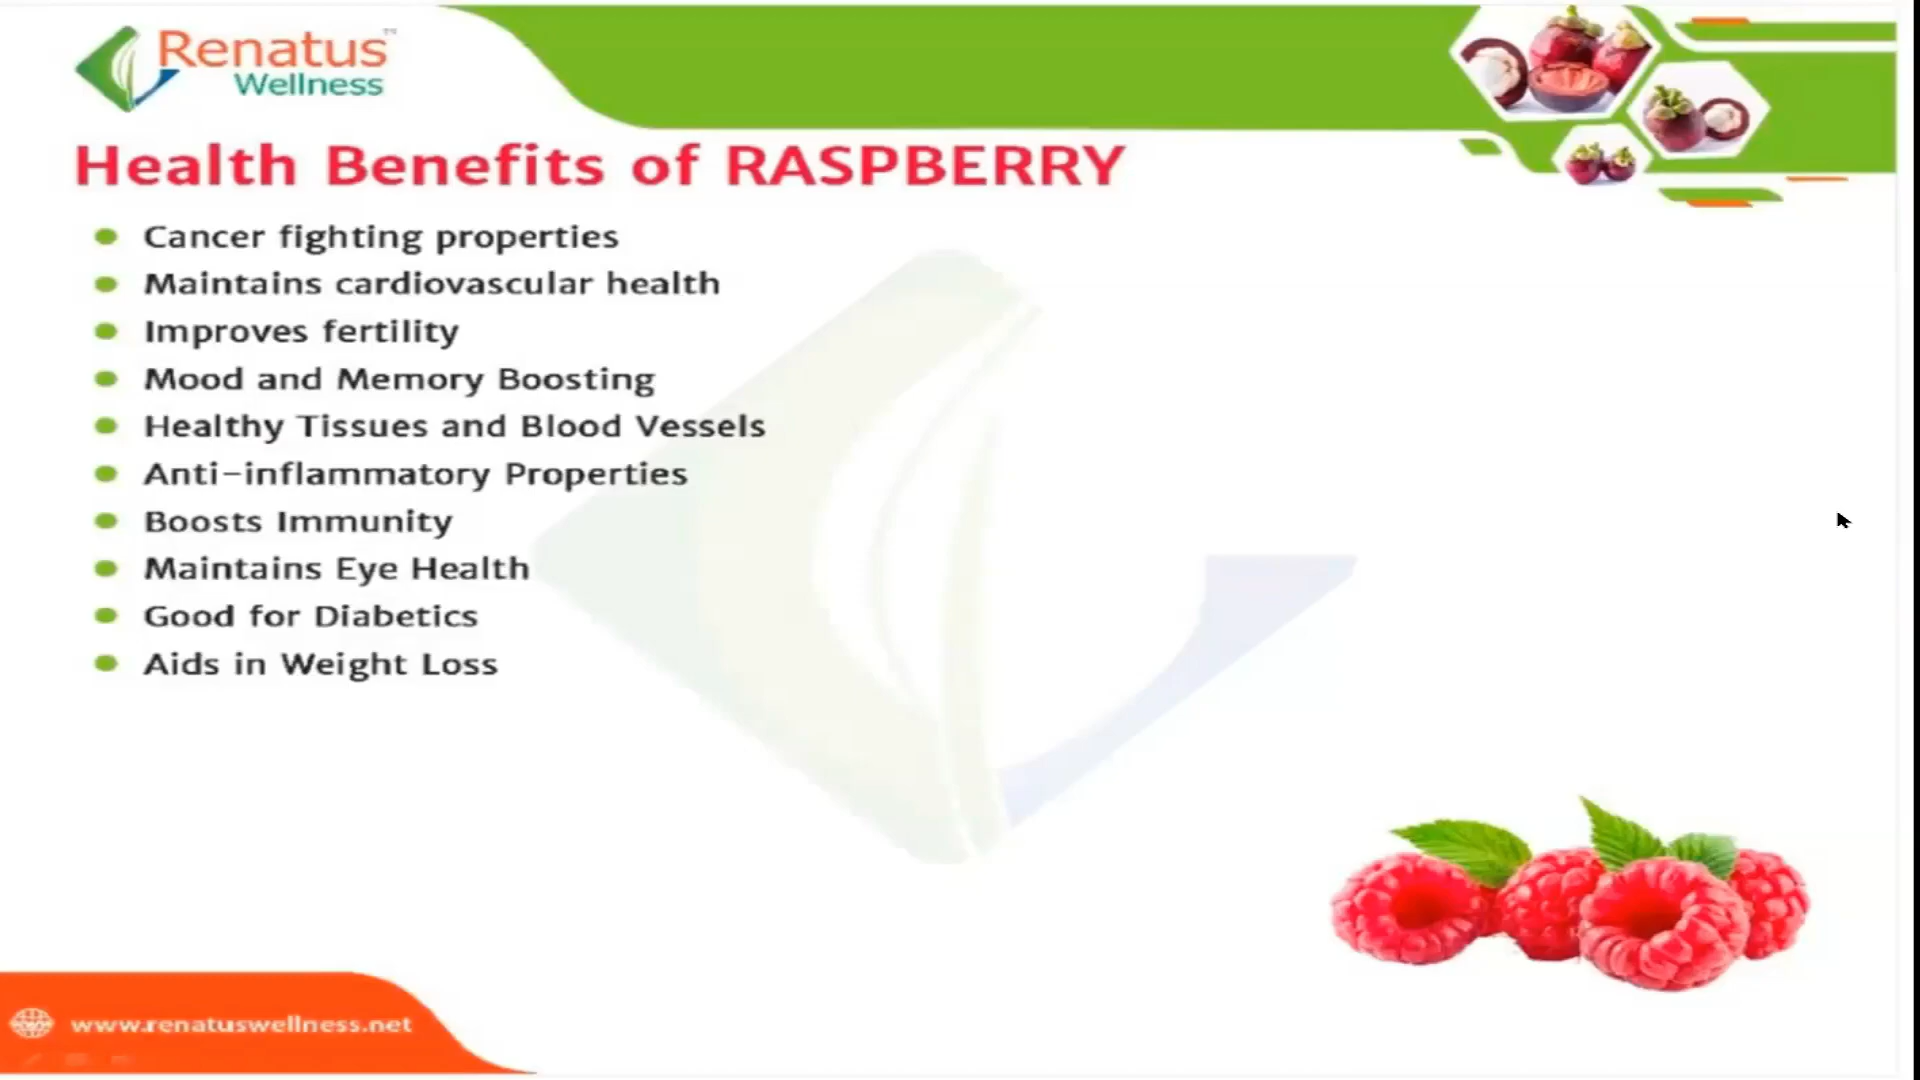 Renatus™
Wellness
Health Benefits of RASPBERRY
Cancer fighting properties
Maintains cardiovascular health
Improves fertility
Mood and Memory Boosting
Healthy Tissues and Blood Vessels
Anti-inflammatory Properties
Boosts Immunity
Maintains Eye Health
Good for Diabetics
Aids in Weight Loss
www.renatuswellness.net